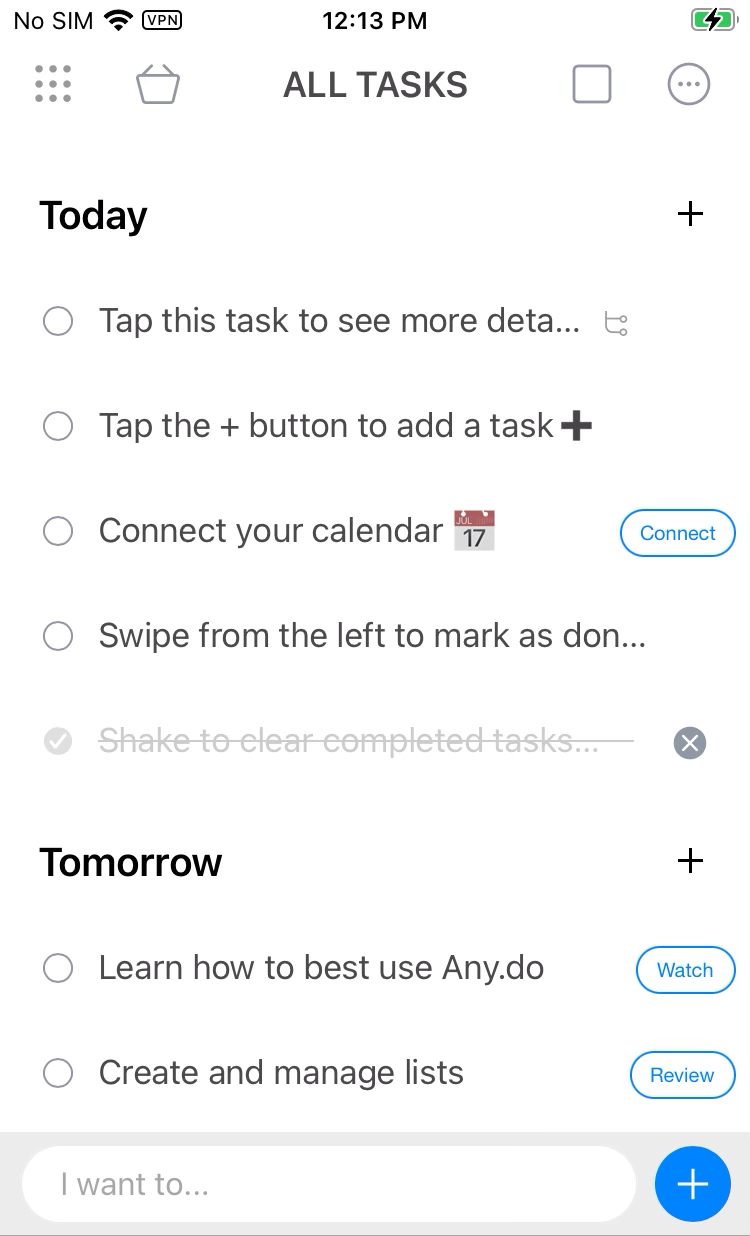 No SIM VPN 12:13 PM
ALL TASKS
Today +
Tap this task to see more deta...
Tap the + button to add a task ➕
Connect your calendar JUL 17 Connect
Swipe from the left to mark as don...
Shake to clear completed tasks...
Tomorrow +
Learn how to best use Any.do Watch
Create and manage lists Review
I want to... +